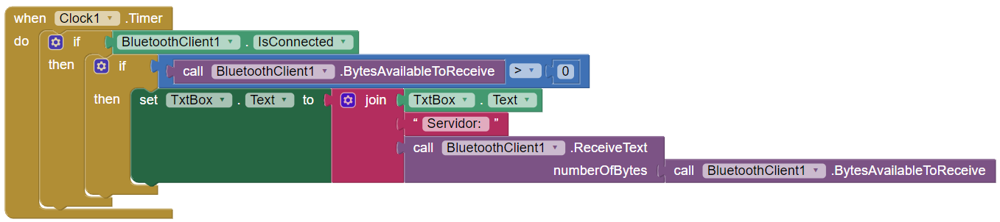 when Clock1 .Timer
do if BluetoothClient1 . IsConnected
then if call BluetoothClient1 .BytesAvailableToReceive > 0
then set TxtBox . Text to join TxtBox . Text
“ Servidor: ”
call BluetoothClient1 .ReceiveText
numberOfBytes call BluetoothClient1 .BytesAvailableToReceive